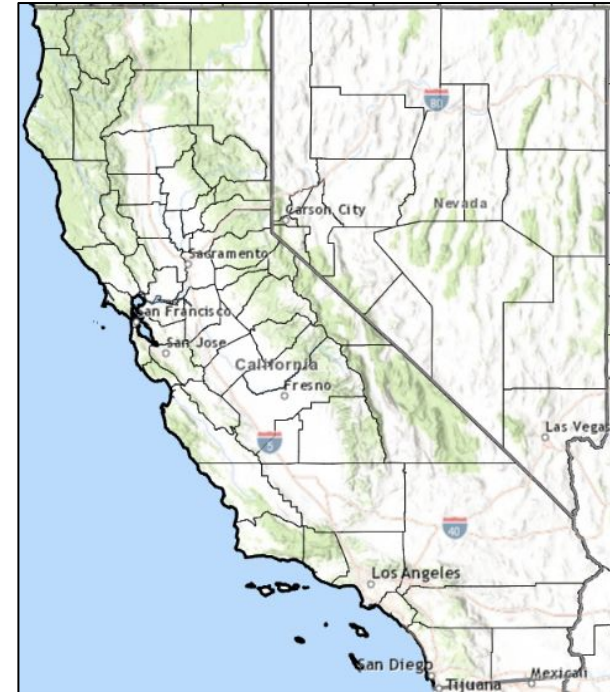 80
Nevada
Carson City
Sacramento
San Francisco
San Jose
California
Fresno
Las Vegas
5
40
Los Angeles
San Diego
Tijuana
Mexicali